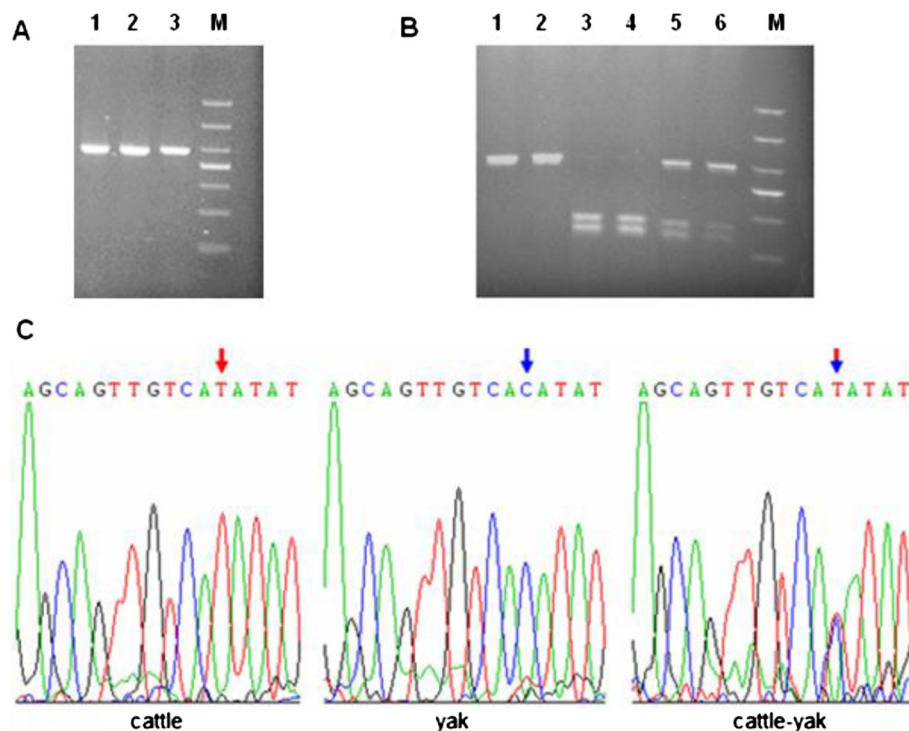 A 1 2 3 M
B 1 2 3 4 5 6 M
C
AGCAGTTGTCATATAT
AGCAGTTGTCACATAT
AGCAGTTGTCATATAT
cattle
yak
cattle-yak